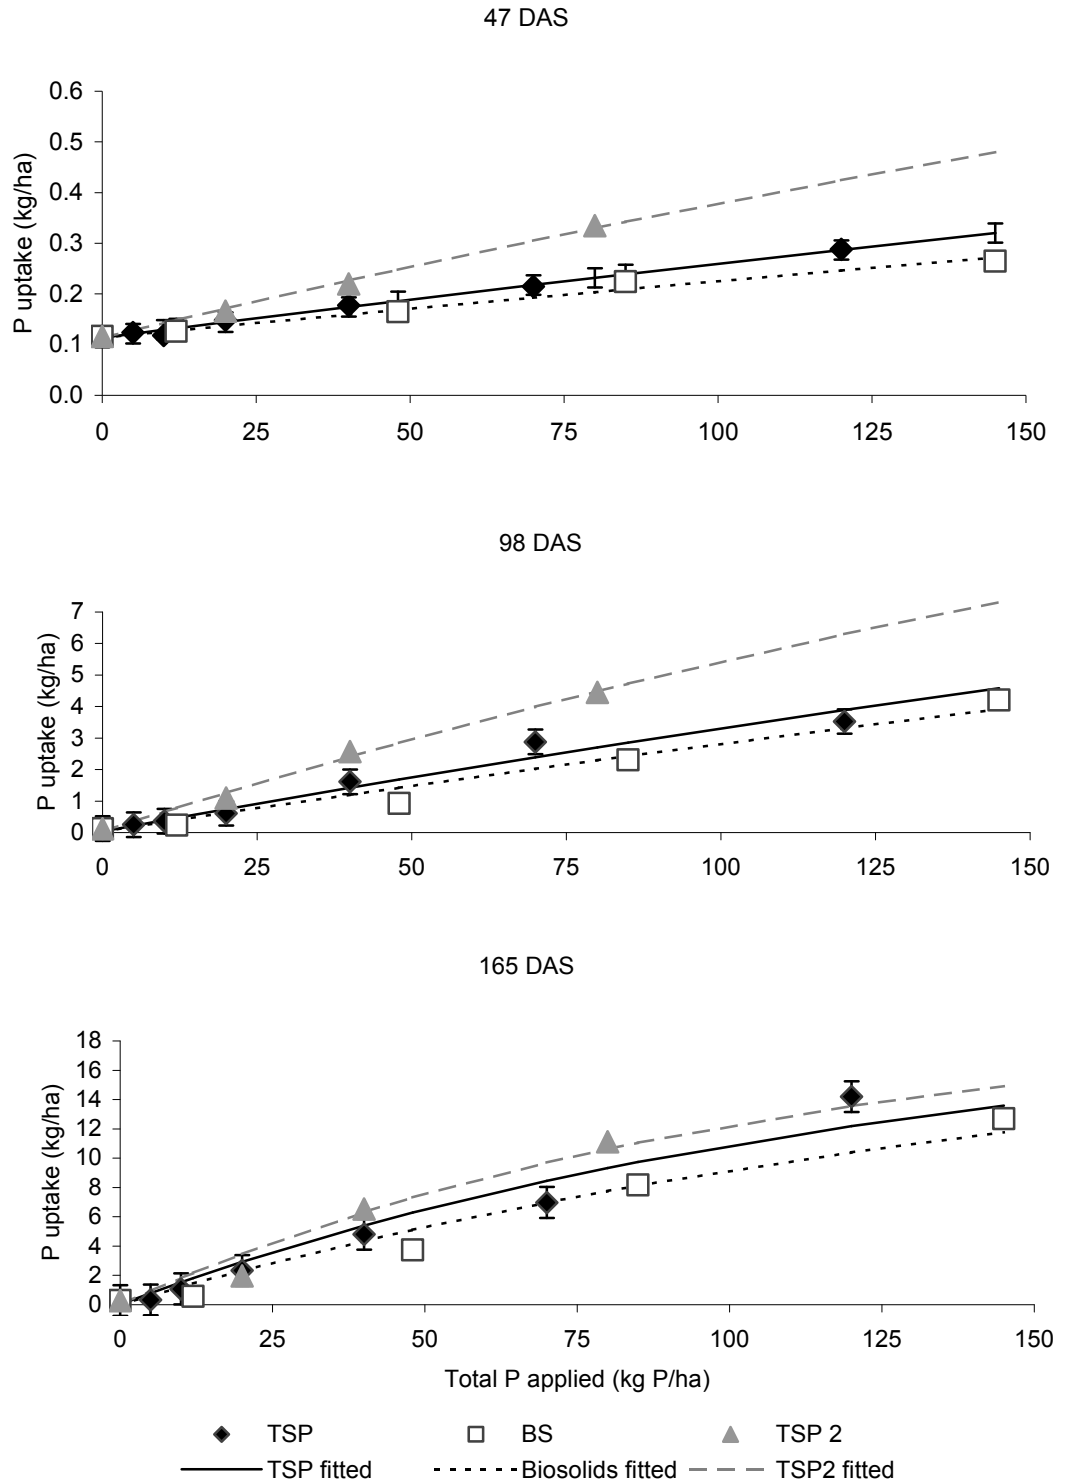 47 DAS
0.6
0.5
0.4
0.3
0.2
0.1
0.0
P uptake (kg/ha)
0 25 50 75 100 125 150
98 DAS
7
6
5
4
3
2
1
0
P uptake (kg/ha)
0 25 50 75 100 125 150
165 DAS
18
16
14
12
10
8
6
4
2
0
P uptake (kg/ha)
0 25 50 75 100 125 150
Total P applied (kg P/ha)
TSP BS TSP 2
TSP fitted Biosolids fitted TSP2 fitted